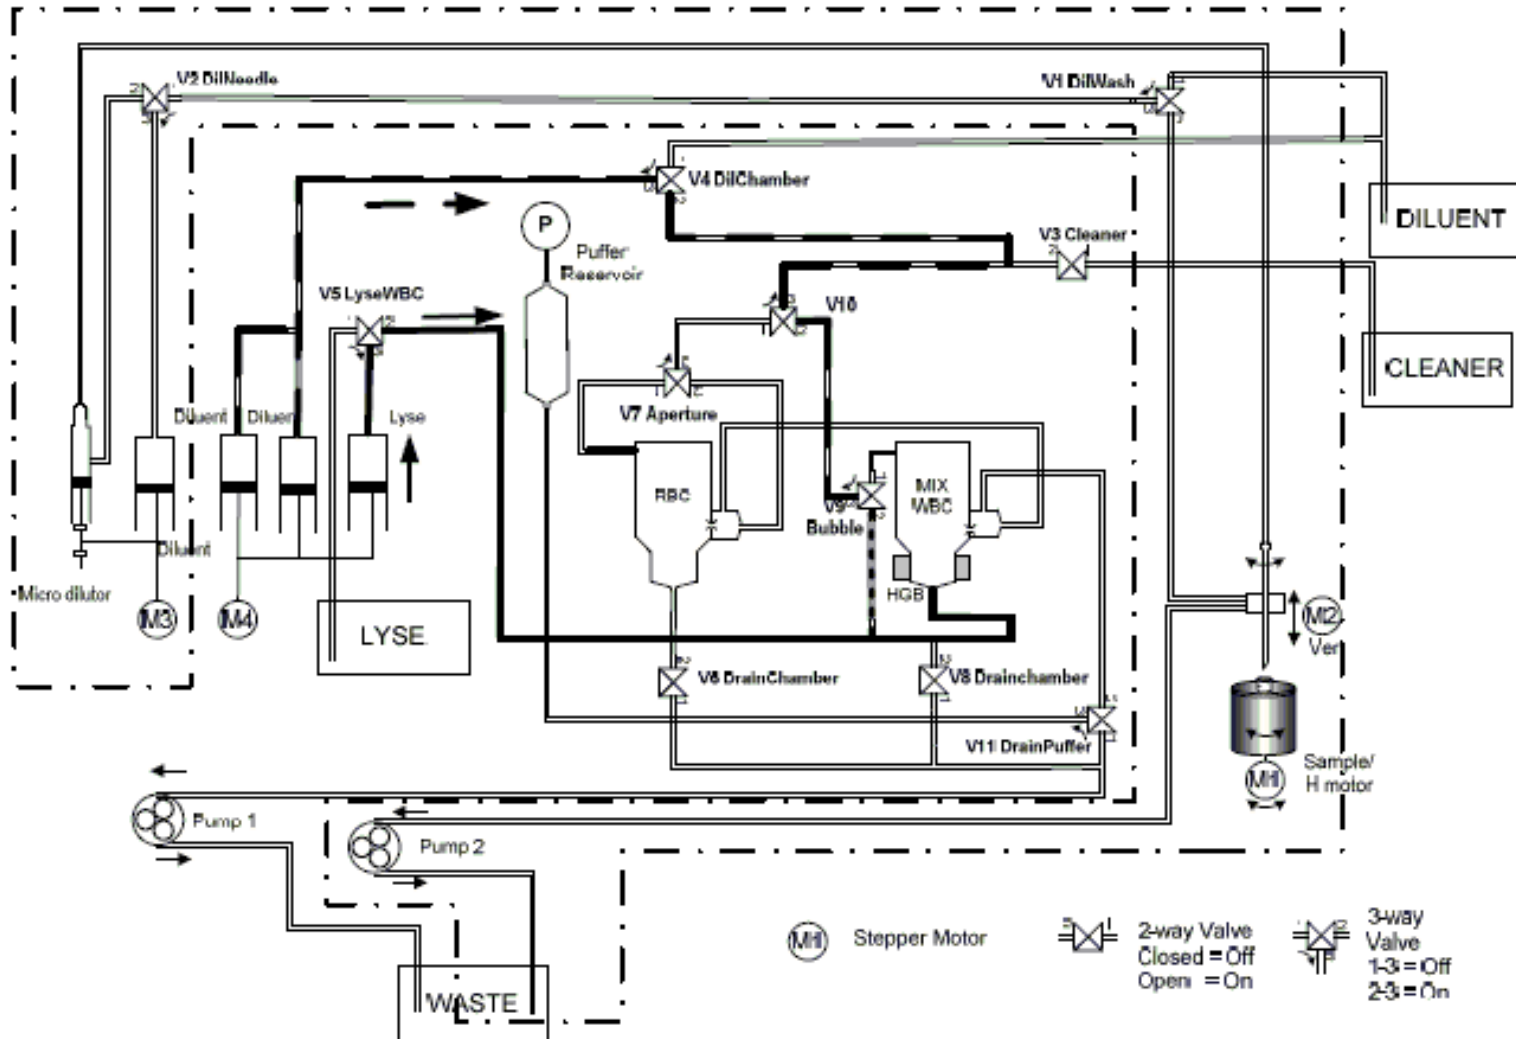 V2 DilNeedle
V1 DilWash
V4 DilChamber
DILUENT
P
Puffer
Reservoir
V3 Cleaner
V5 LyseWBC
V10
CLEANER
Diluent
Diluen
Lyse
V7 Aperture
RBC
MIX
WBC
V9
Bubble
Diluent
Micro dilutor
HGB
M3
M4
LYSE
M2
Ver
V6 DrainChamber
V8 Drainchamber
V11 DrainPuffer
Sample/
H motor
M1
Pump 1
Pump 2
M1
Stepper Motor
2-way Valve
Closed = Off
Open = On
3-way
Valve
1-3 = Off
2-3 = On
WASTE